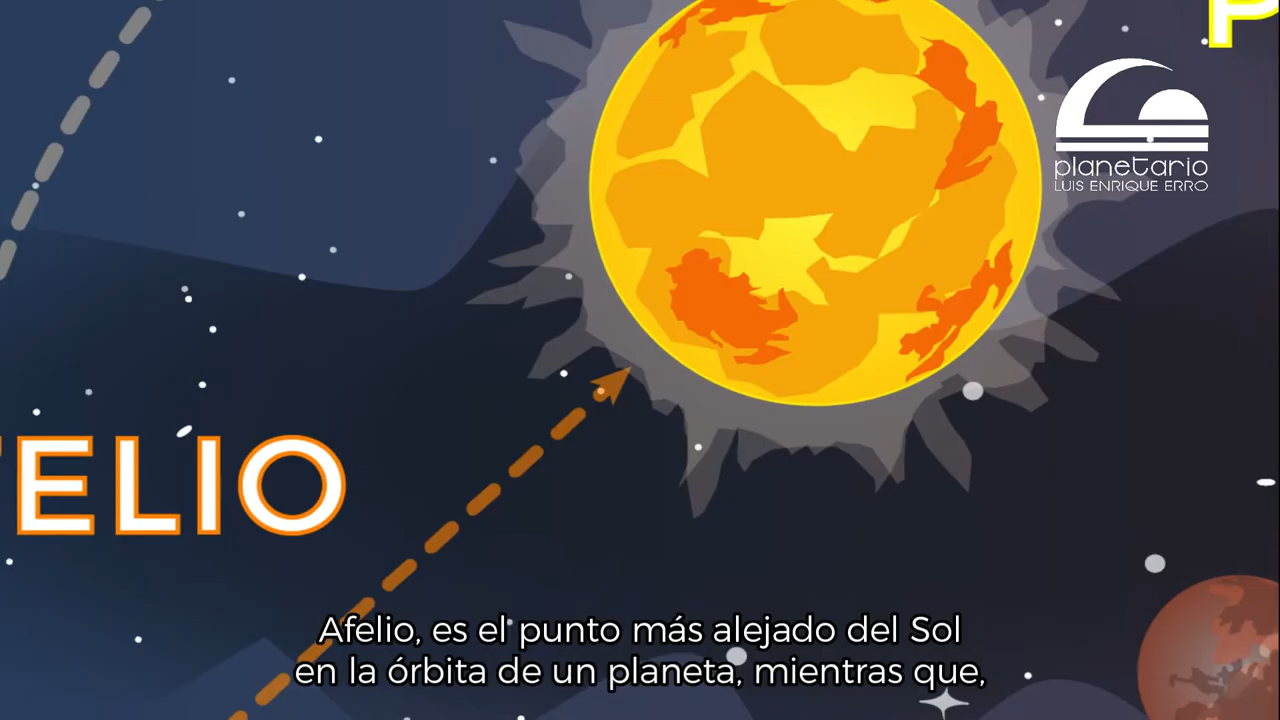 P
planetario
LUIS ENRIQUE ERRO
FELIO
Afelio, es el punto más alejado del Sol
en la órbita de un planeta, mientras que,